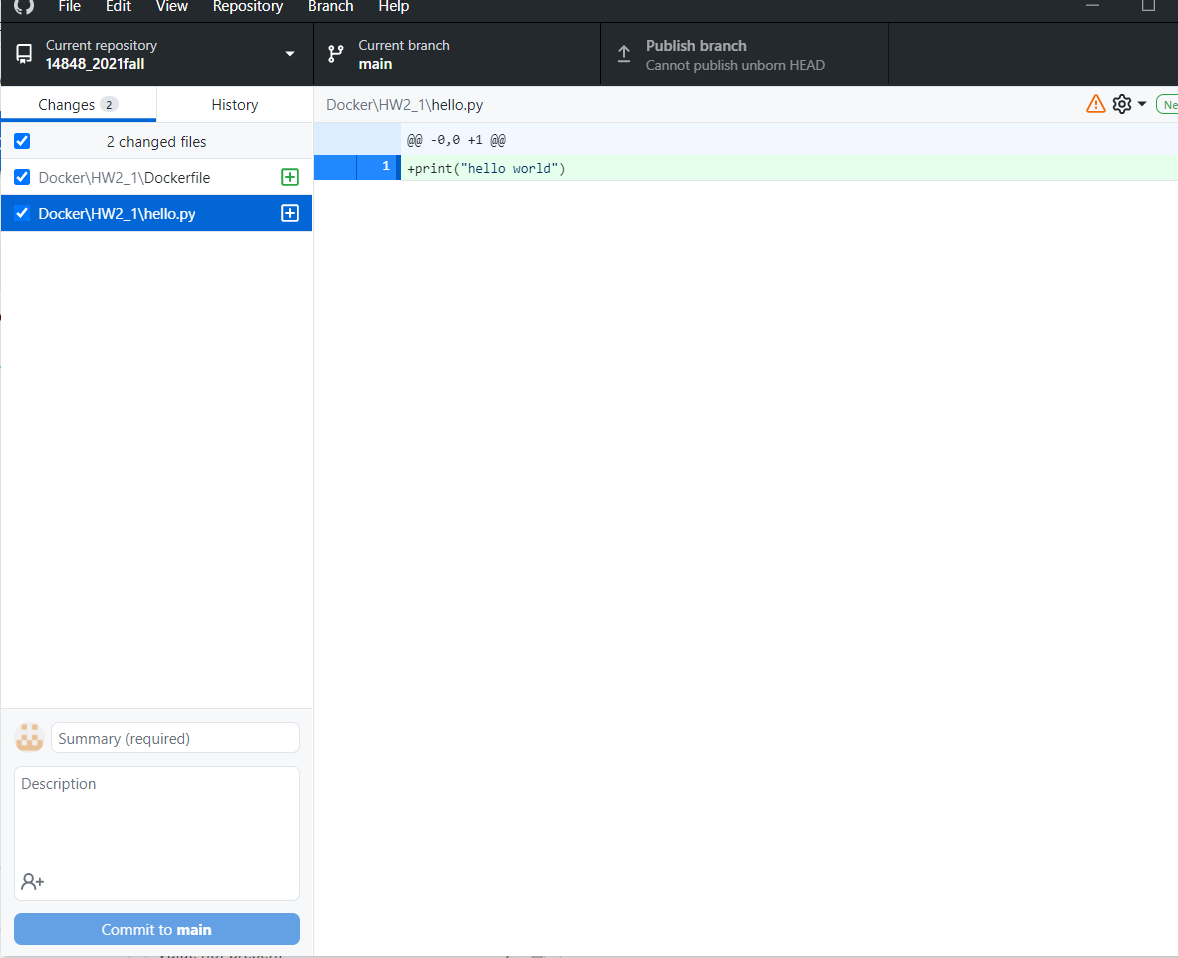 File Edit View Repository Branch Help
Current repository
14848_2021fall
Current branch
main
Publish branch
Cannot publish unborn HEAD
Changes 2
History
Docker\HW2_1\hello.py
2 changed files
@@ -0,0 +1 @@
1 +print("hello world")
Docker\HW2_1\Dockerfile
Docker\HW2_1\hello.py
Summary (required)
Description
Commit to main